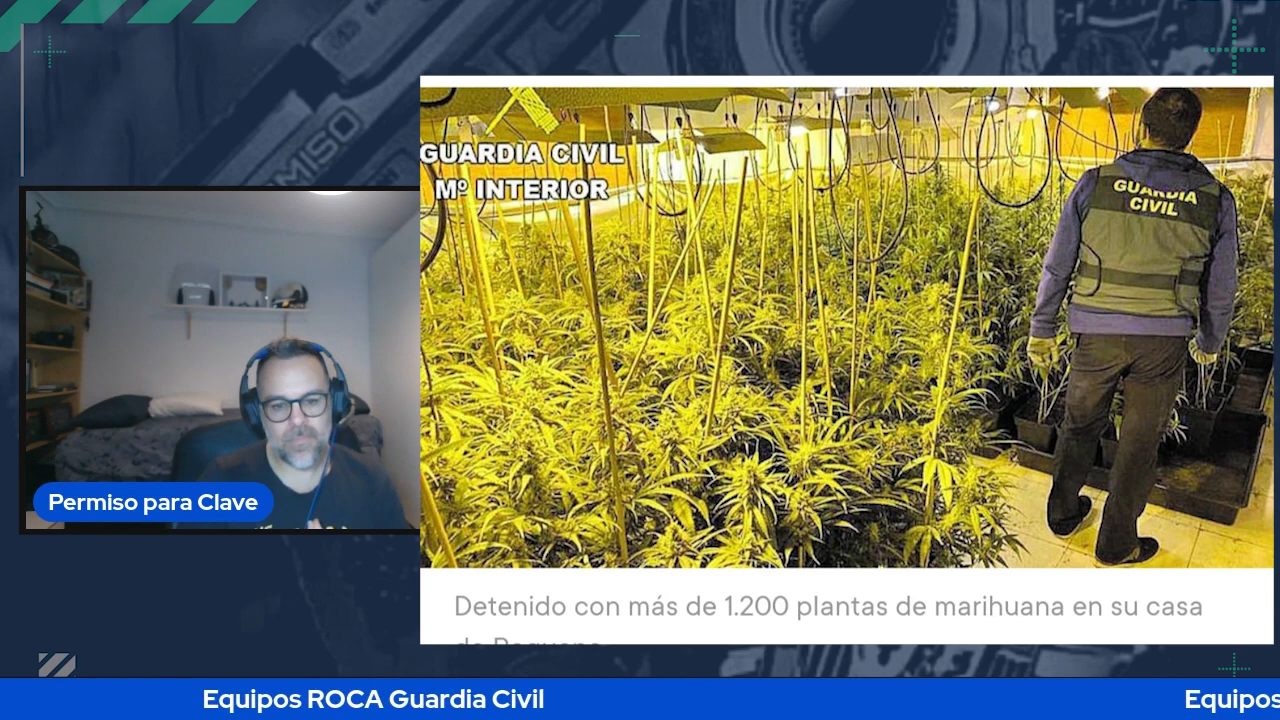 GUARDIA CIVIL
Mº INTERIOR
GUARDIA
CIVIL
Permiso para Clave
Detenido con más de 1.200 plantas de marihuana en su casa
Equipos ROCA Guardia Civil
Equipos